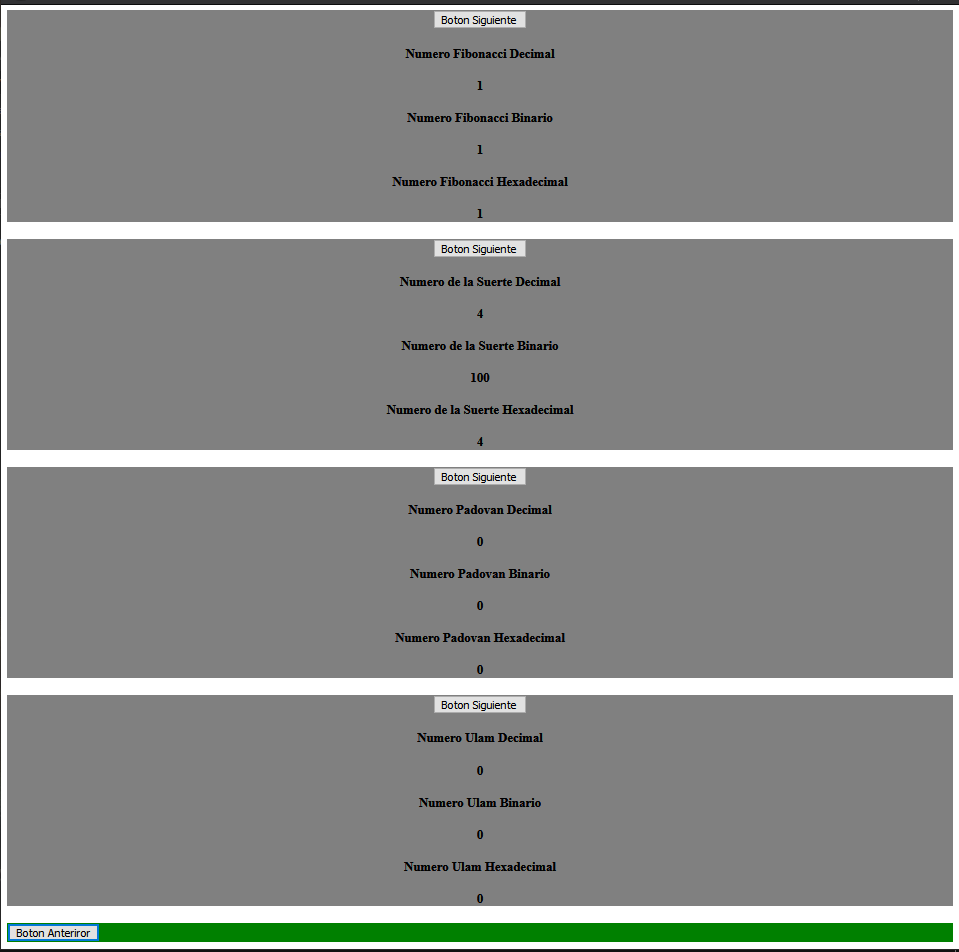 Boton Siguiente
Numero Fibonacci Decimal
1
Numero Fibonacci Binario
1
Numero Fibonacci Hexadecimal
1
Boton Siguiente
Numero de la Suerte Decimal
4
Numero de la Suerte Binario
100
Numero de la Suerte Hexadecimal
4
Boton Siguiente
Numero Padovan Decimal
0
Numero Padovan Binario
0
Numero Padovan Hexadecimal
0
Boton Siguiente
Numero Ulam Decimal
0
Numero Ulam Binario
0
Numero Ulam Hexadecimal
0
Boton Anteriror